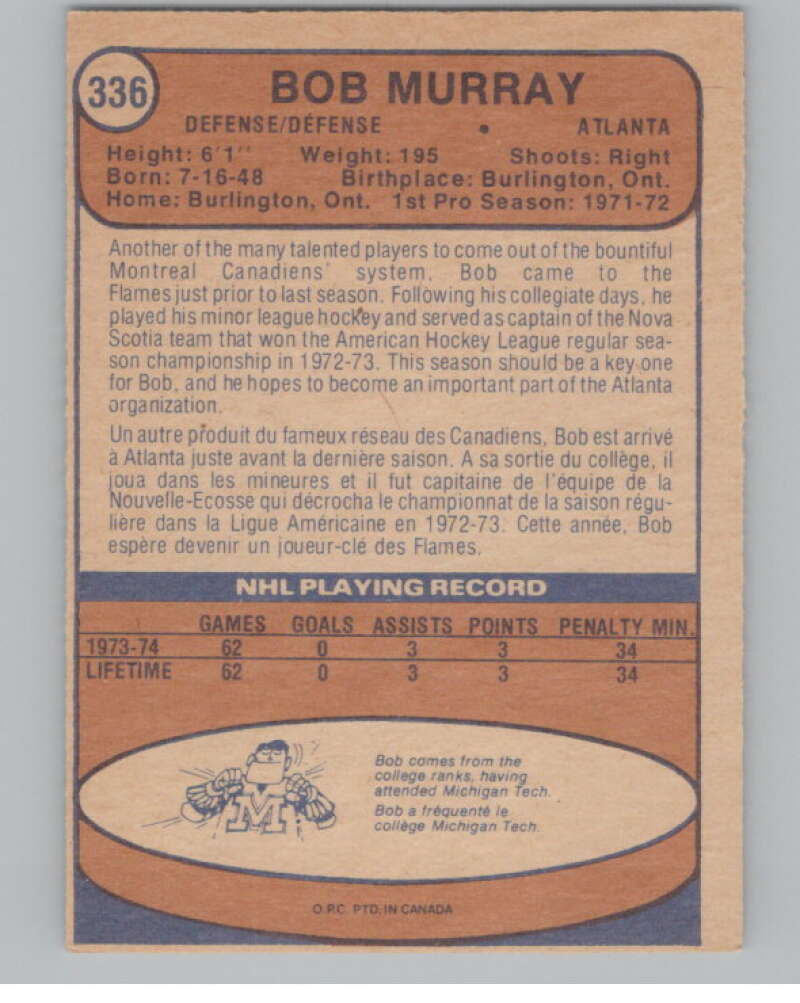 336
BOB MURRAY
DEFENSE/DÉFENSE • ATLANTA
Height: 6'1" Weight: 195 Shoots: Right
Born: 7-16-48 Birthplace: Burlington, Ont.
Home: Burlington, Ont. 1st Pro Season: 1971-72
Another of the many talented players to come out of the bountiful
Montreal Canadiens' system, Bob came to the
Flames just prior to last season. Following his collegiate days, he
played his minor league hockey and served as captain of the Nova
Scotia team that won the American Hockey League regular sea-
son championship in 1972-73. This season should be a key one
for Bob, and he hopes to become an important part of the Atlanta
organization.
Un autre produit du fameux réseau des Canadiens, Bob est arrivé
à Atlanta juste avant la dernière saison. A sa sortie du collège, il
joua dans les mineures et il fut capitaine de l'équipe de la
Nouvelle-Ecosse qui décrocha le championnat de la saison régu-
lière dans la Ligue Américaine en 1972-73. Cette année, Bob
espère devenir un joueur-clé des Flames.
NHL PLAYING RECORD
GAMES GOALS ASSISTS POINTS PENALTY MIN.
1973-74 62 0 3 3 34
LIFETIME 62 0 3 3 34
M
Bob comes from the
college ranks, having
attended Michigan Tech.
Bob a fréquenté le
collège Michigan Tech.
O.P.C. PTD. IN CANADA